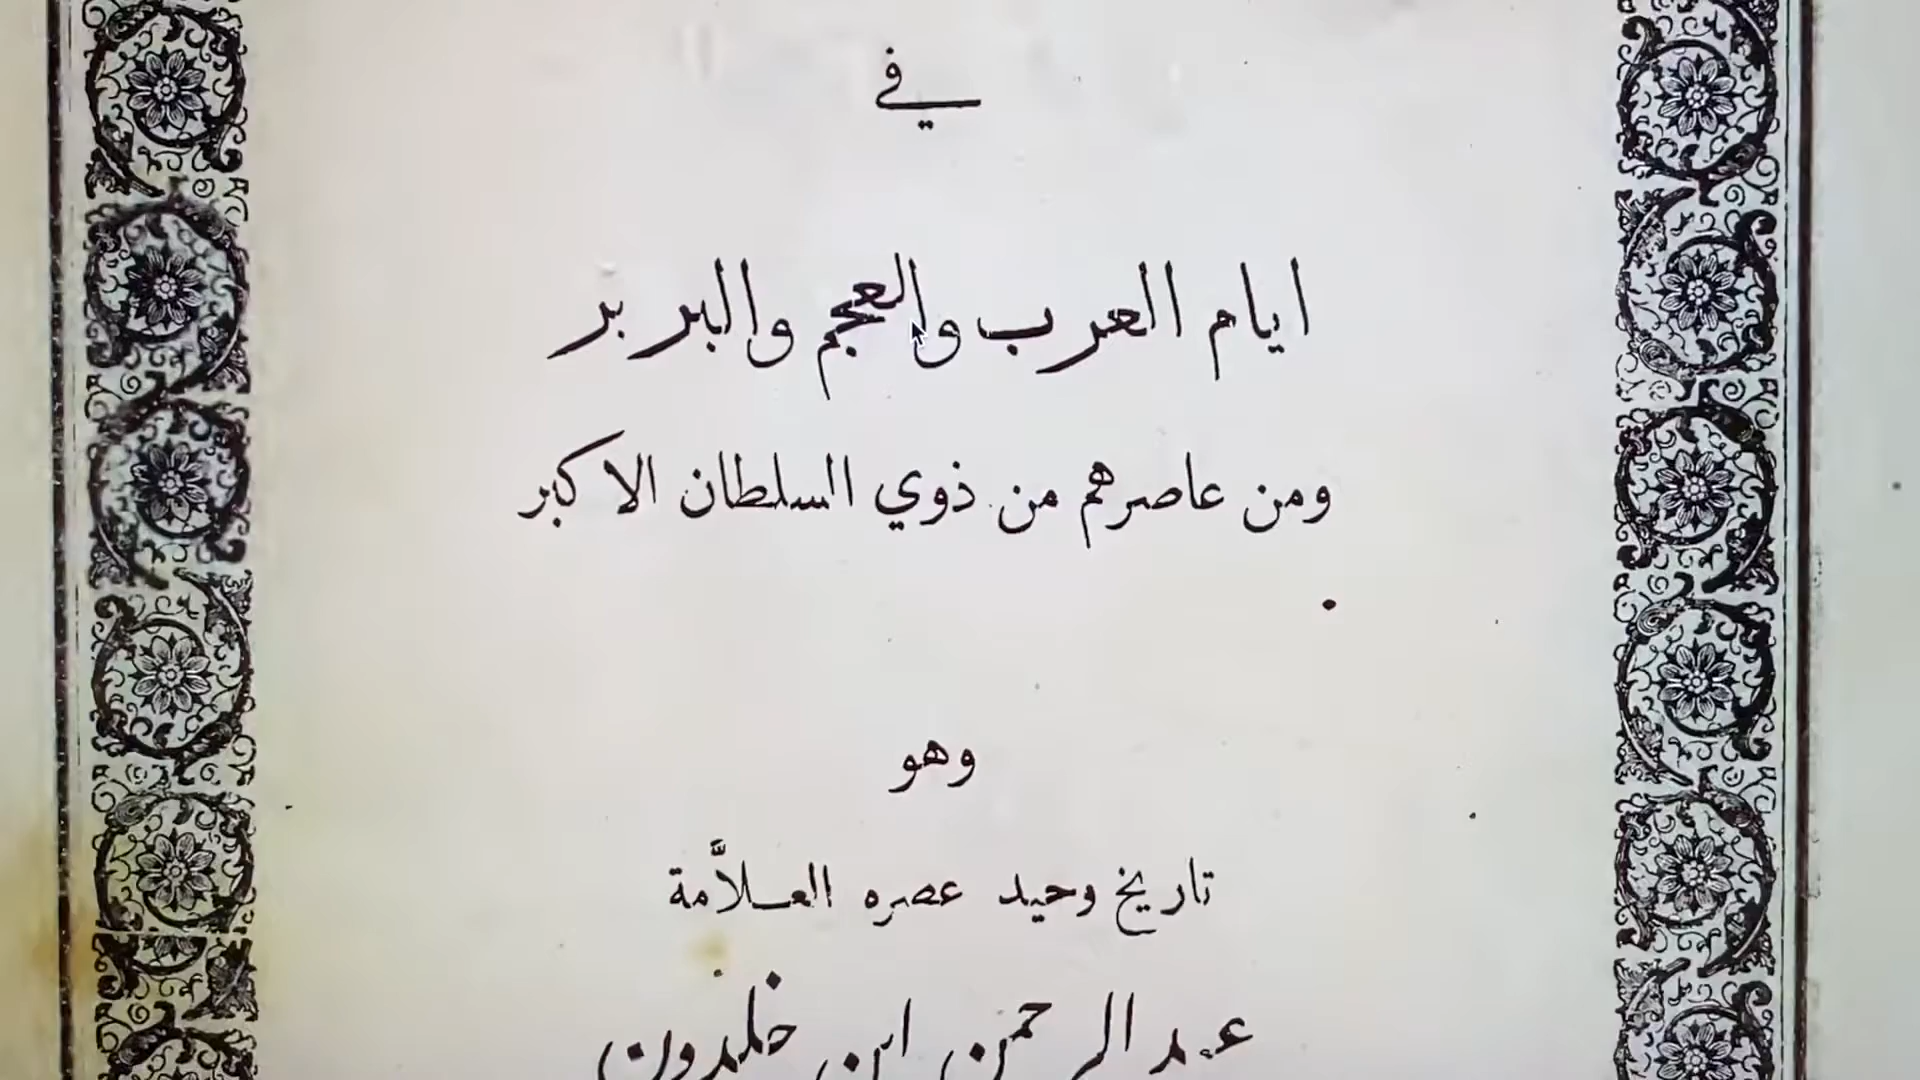 في
ايام العرب والعجم والبربر
ومن عاصرهم من ذوي السلطان الاكبر
وهو
تاريخ وحيد عصره العلاَّمة
عبد الرحمن ابن خلدون